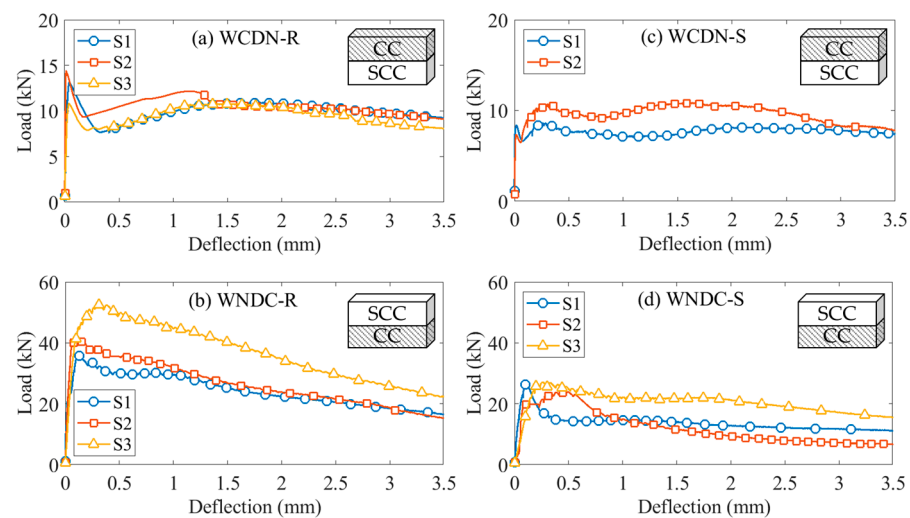 (a) WCDN-R
S1
S2
S3
CC
SCC
Load (kN)
20
15
10
5
0
0 0.5 1 1.5 2 2.5 3 3.5
Deflection (mm)
(c) WCDN-S
S1
S2
CC
SCC
Load (kN)
20
15
10
5
0
0 0.5 1 1.5 2 2.5 3 3.5
Deflection (mm)
(b) WNDC-R
SCC
CC
S1
S2
S3
Load (kN)
60
40
20
0
0 0.5 1 1.5 2 2.5 3 3.5
Deflection (mm)
(d) WNDC-S
S1
S2
S3
SCC
CC
Load (kN)
60
40
20
0
0 0.5 1 1.5 2 2.5 3 3.5
Deflection (mm)